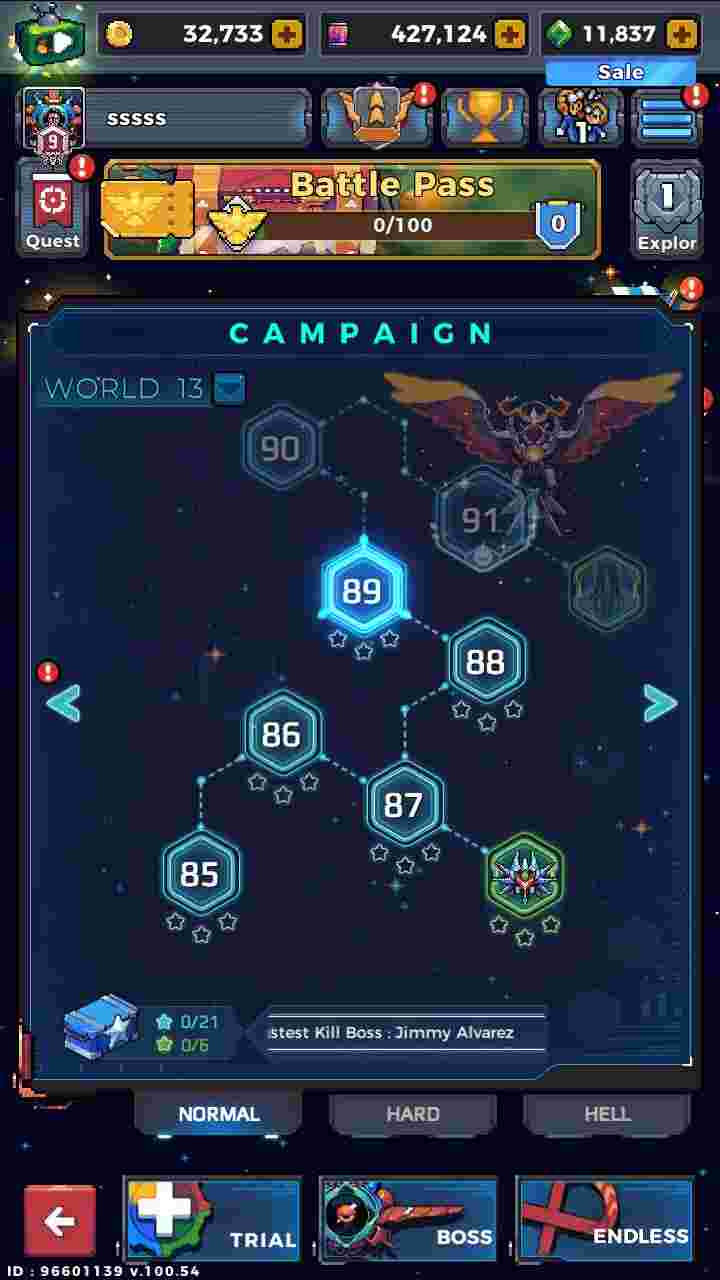 32,733
427,124
11,837
Sale
9
sssss
1
Quest
Battle Pass
0/100
0
1
Explor
CAMPAIGN
WORLD 13
90
91
89
88
86
87
85
0/21
0/6
stest Kill Boss : Jimmy Alvarez
NORMAL
HARD
HELL
TRIAL
BOSS
ENDLESS
ID : 96601139 v.100.54